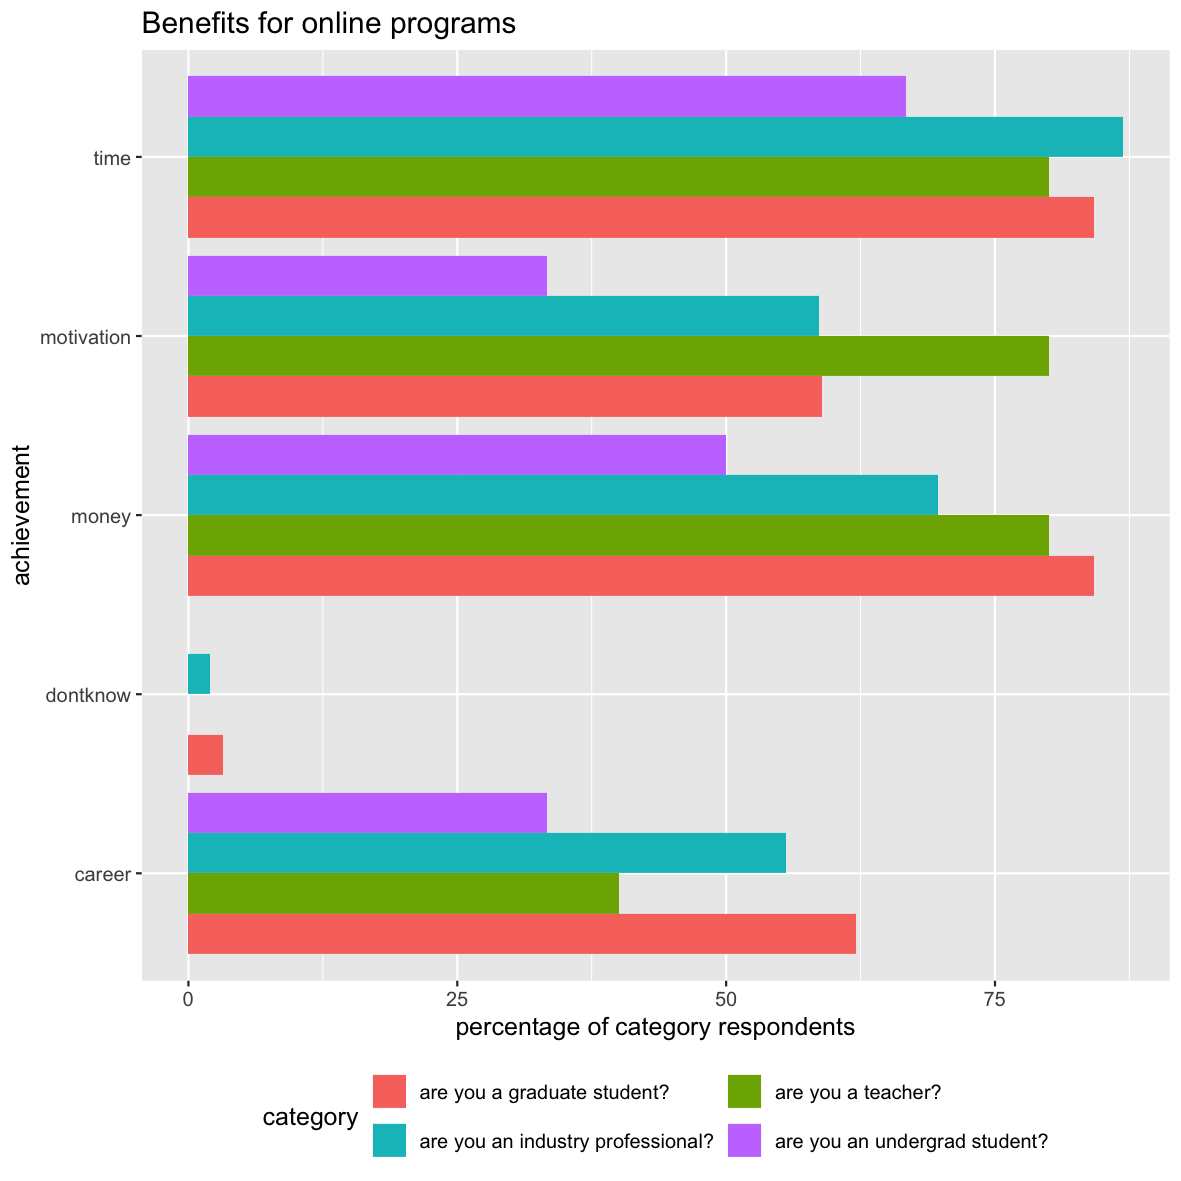 Benefits for online programs
achievement
time
motivation
money
dontknow
career
0 25 50 75
percentage of category respondents
category
are you a graduate student? are you a teacher?
are you an industry professional? are you an undergrad student?